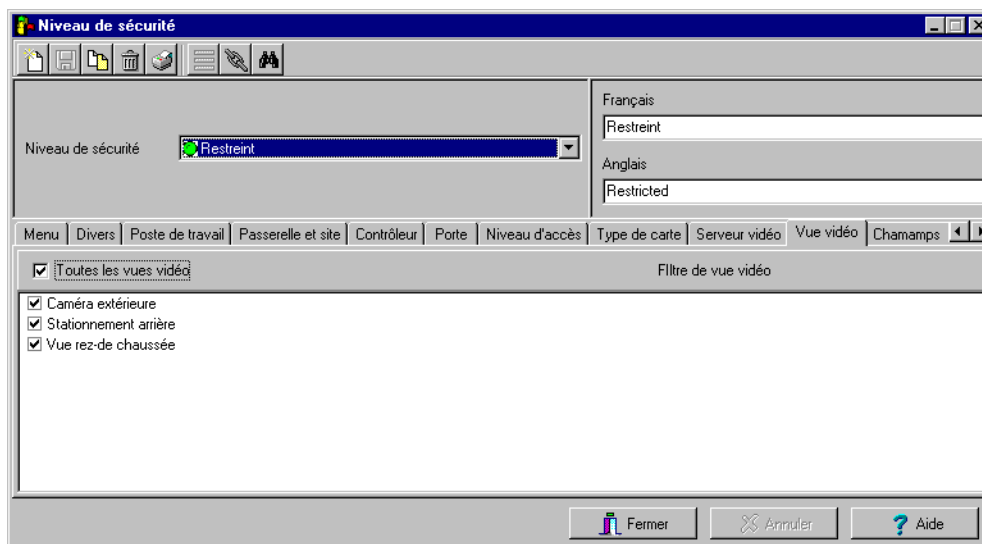 Niveau de sécurité
Français
Restreint
Niveau de sécurité Restreint
Anglais
Restricted
Menu Divers Poste de travail Passerelle et site Contrôleur Porte Niveau d'accès Type de carte Serveur vidéo Vue vidéo Chamamps
Toutes les vues vidéo FIltre de vue vidéo
Caméra extérieure
Stationnement arrière
Vue rez-de chaussée
Fermer Annuler ? Aide